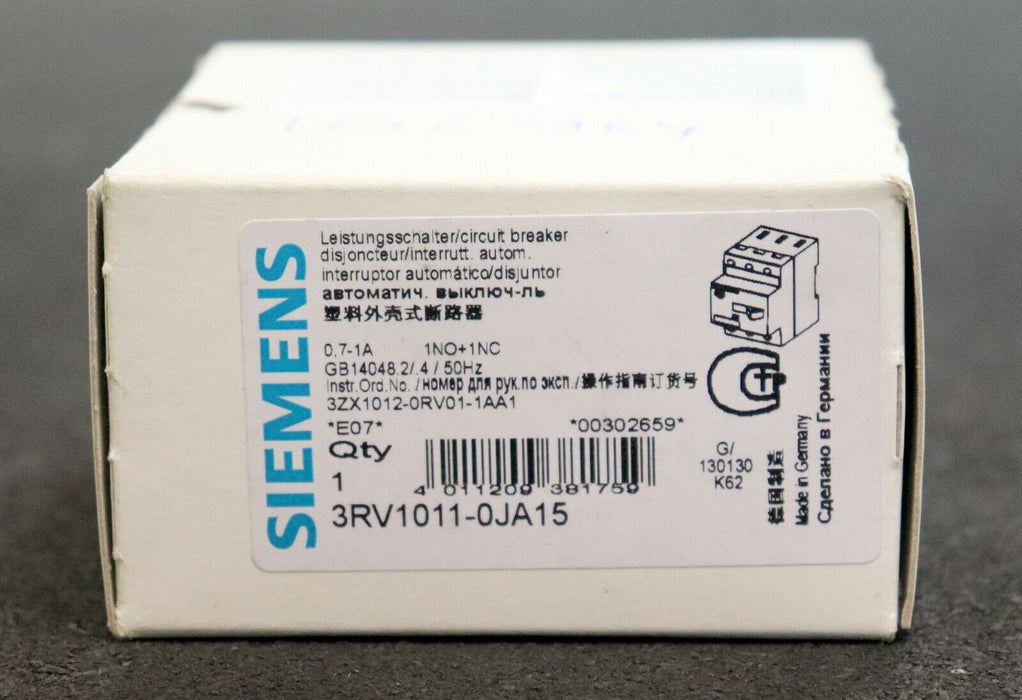 SIEMENS
Leistungsschalter/circuit breaker
disjoncteur/interrutt. autom.
interruptor automático/disjuntor
автоматич. выключ-ль
塑料外壳式断路器
0,7-1A 1NO+1NC
GB14048.2/.4 / 50Hz
Instr.Ord.No. /номер для рук.по эксп./操作指南订货号
3ZX1012-0RV01-1AA1
*E07* *00302659*
Qty
1
4 011209 381759
3RV1011-0JA15
G/
130130
K62
德国制造
Made in Germany
Сделано в Германии